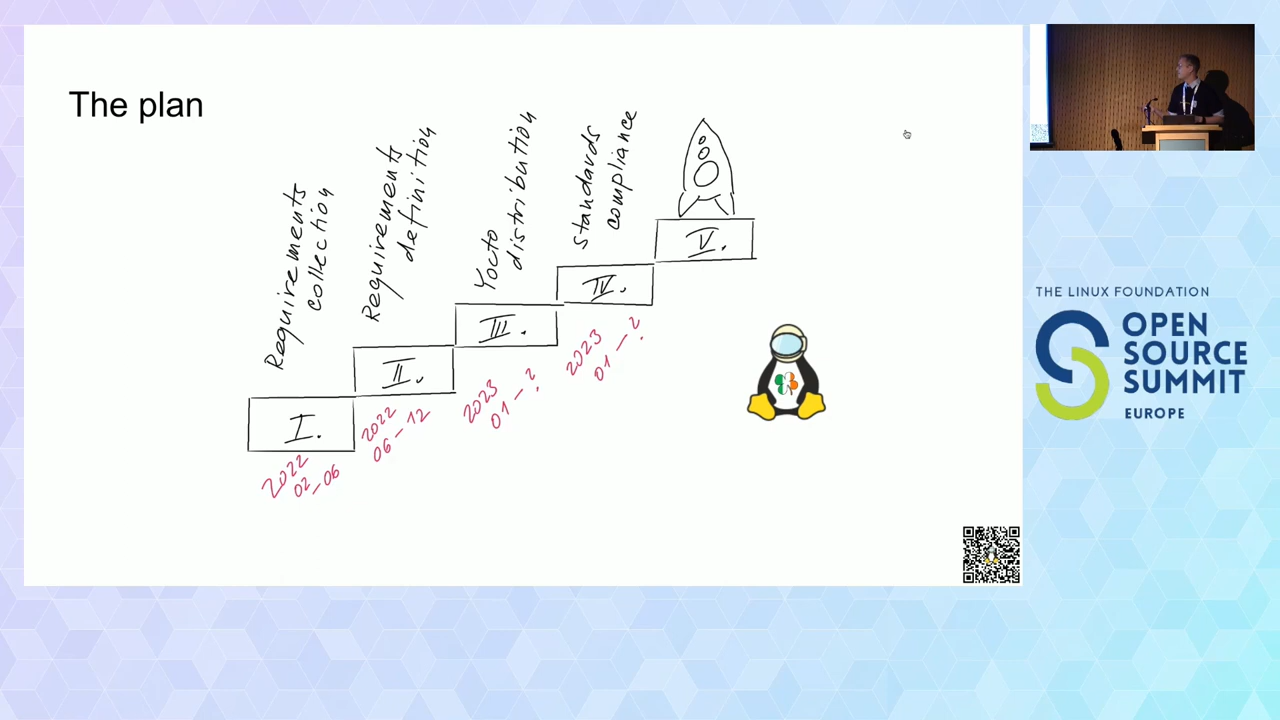 The plan
Requirements
collection
Requirements
definition
Yocto
distribution
standards
compliance
I.
II.
III.
IV.
V.
2022
02-06
2022
06-12
2023
01-?
2023
01-?
THE LINUX FOUNDATION
OPEN
SOURCE
SUMMIT
EUROPE